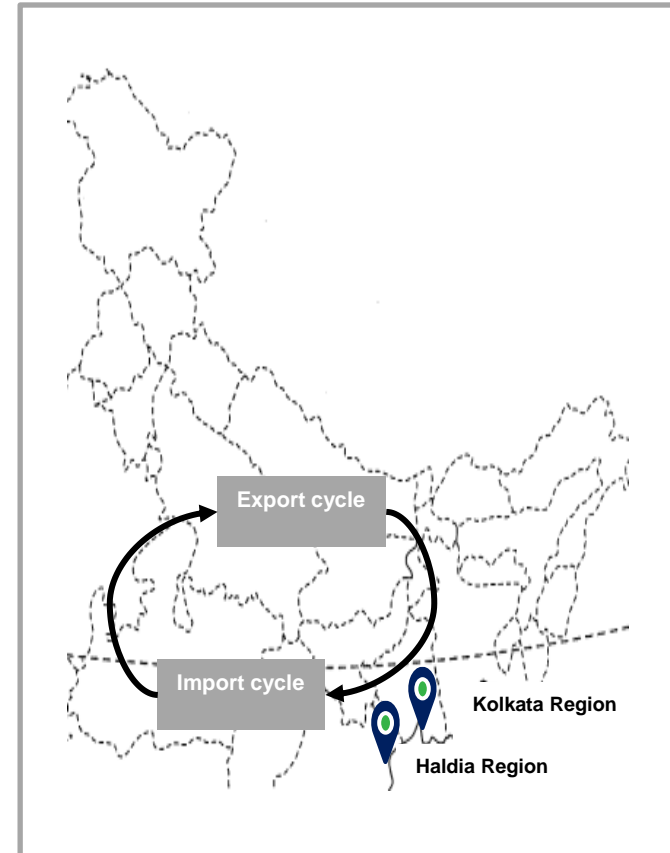 Export cycle
Import cycle
Kolkata Region
Haldia Region